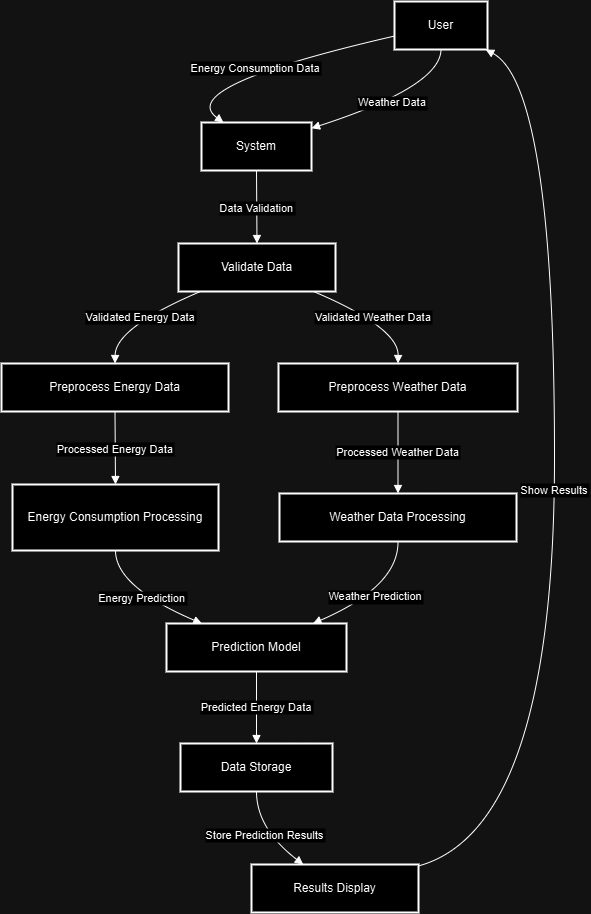 User
Energy Consumption Data
Weather Data
System
Data Validation
Validate Data
Validated Energy Data
Validated Weather Data
Preprocess Energy Data
Preprocess Weather Data
Processed Energy Data
Processed Weather Data
Show Results
Energy Consumption Processing
Weather Data Processing
Energy Prediction
Weather Prediction
Prediction Model
Predicted Energy Data
Data Storage
Store Prediction Results
Results Display